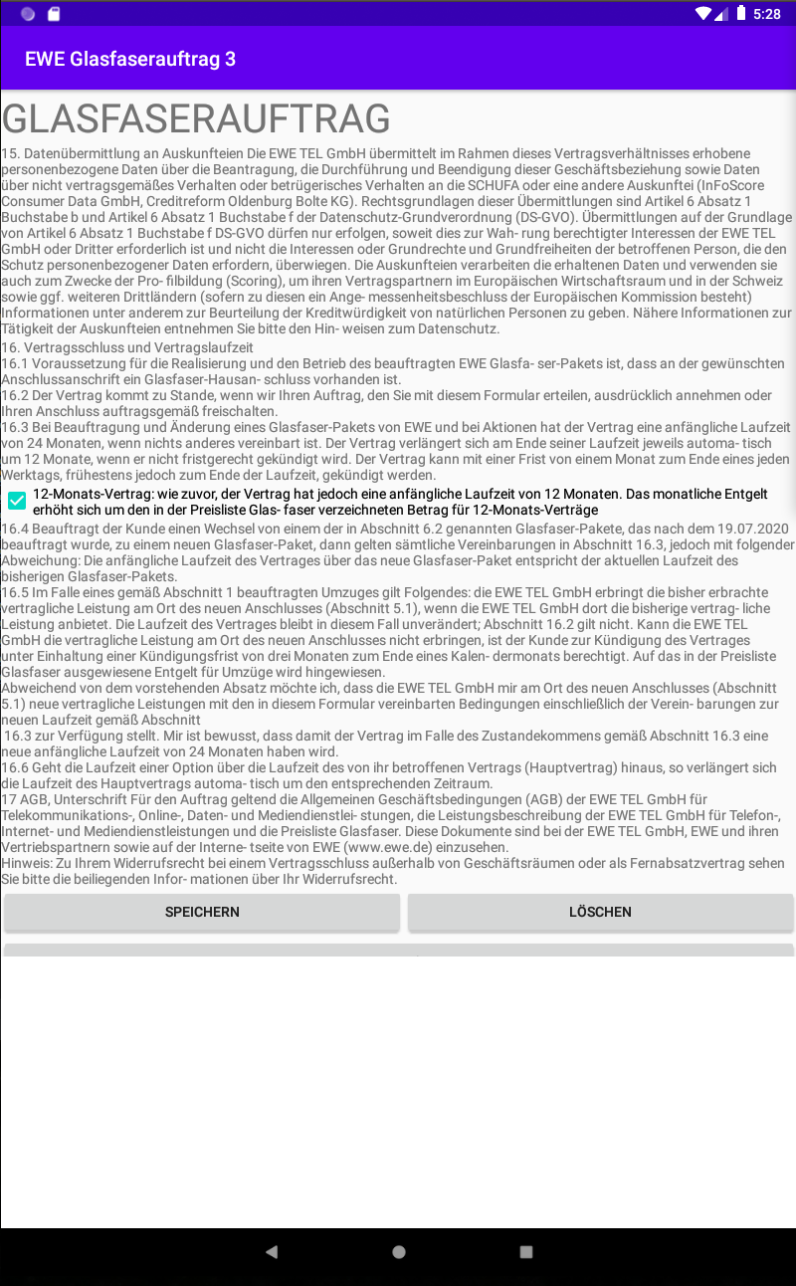 5:28
EWE Glasfaserauftrag 3
GLASFASERAUFTRAG
15. Datenübermittlung an Auskunfteien Die EWE TEL GmbH übermittelt im Rahmen dieses Vertragsverhältnisses erhobene
personenbezogene Daten über die Beantragung, die Durchführung und Beendigung dieser Geschäftsbeziehung sowie Daten
über nicht vertragsgemäßes Verhalten oder betrügerisches Verhalten an die SCHUFA oder eine andere Auskunftei (InFoScore
Consumer Data GmbH, Creditreform Oldenburg Bolte KG). Rechtsgrundlagen dieser Übermittlungen sind Artikel 6 Absatz 1
Buchstabe b und Artikel 6 Absatz 1 Buchstabe f der Datenschutz-Grundverordnung (DS-GVO). Übermittlungen auf der Grundlage
von Artikel 6 Absatz 1 Buchstabe f DS-GVO dürfen nur erfolgen, soweit dies zur Wah- rung berechtigter Interessen der EWE TEL
GmbH oder Dritter erforderlich ist und nicht die Interessen oder Grundrechte und Grundfreiheiten der betroffenen Person, die den
Schutz personenbezogener Daten erfordern, überwiegen. Die Auskunfteien verarbeiten die erhaltenen Daten und verwenden sie
auch zum Zwecke der Pro- filbildung (Scoring), um ihren Vertragspartnern im Europäischen Wirtschaftsraum und in der Schweiz
sowie ggf. weiteren Drittländern (sofern zu diesen ein Ange- messenheitsbeschluss der Europäischen Kommission besteht)
Informationen unter anderem zur Beurteilung der Kreditwürdigkeit von natürlichen Personen zu geben. Nähere Informationen zur
Tätigkeit der Auskunfteien entnehmen Sie bitte den Hin- weisen zum Datenschutz.
16. Vertragsschluss und Vertragslaufzeit
16.1 Voraussetzung für die Realisierung und den Betrieb des beauftragten EWE Glasfa- ser-Pakets ist, dass an der gewünschten
Anschlussanschrift ein Glasfaser-Hausan- schluss vorhanden ist.
16.2 Der Vertrag kommt zu Stande, wenn wir Ihren Auftrag, den Sie mit diesem Formular erteilen, ausdrücklich annehmen oder
Ihren Anschluss auftragsgemäß freischalten.
16.3 Bei Beauftragung und Änderung eines Glasfaser-Pakets von EWE und bei Aktionen hat der Vertrag eine anfängliche Laufzeit
von 24 Monaten, wenn nichts anderes vereinbart ist. Der Vertrag verlängert sich am Ende seiner Laufzeit jeweils automa- tisch
um 12 Monate, wenn er nicht fristgerecht gekündigt wird. Der Vertrag kann mit einer Frist von einem Monat zum Ende eines jeden
Werktags, frühestens jedoch zum Ende der Laufzeit, gekündigt werden.
12-Monats-Vertrag: wie zuvor, der Vertrag hat jedoch eine anfängliche Laufzeit von 12 Monaten. Das monatliche Entgelt
erhöht sich um den in der Preisliste Glas- faser verzeichneten Betrag für 12-Monats-Verträge
16.4 Beauftragt der Kunde einen Wechsel von einem der in Abschnitt 6.2 genannten Glasfaser-Pakete, das nach dem 19.07.2020
beauftragt wurde, zu einem neuen Glasfaser-Paket, dann gelten sämtliche Vereinbarungen in Abschnitt 16.3, jedoch mit folgender
Abweichung: Die anfängliche Laufzeit des Vertrages über das neue Glasfaser-Paket entspricht der aktuellen Laufzeit des
bisherigen Glasfaser-Pakets.
16.5 Im Falle eines gemäß Abschnitt 1 beauftragten Umzuges gilt Folgendes: die EWE TEL GmbH erbringt die bisher erbrachte
vertragliche Leistung am Ort des neuen Anschlusses (Abschnitt 5.1), wenn die EWE TEL GmbH dort die bisherige vertrag- liche
Leistung anbietet. Die Laufzeit des Vertrages bleibt in diesem Fall unverändert; Abschnitt 16.2 gilt nicht. Kann die EWE TEL
GmbH die vertragliche Leistung am Ort des neuen Anschlusses nicht erbringen, ist der Kunde zur Kündigung des Vertrages
unter Einhaltung einer Kündigungsfrist von drei Monaten zum Ende eines Kalen- dermonats berechtigt. Auf das in der Preisliste
Glasfaser ausgewiesene Entgelt für Umzüge wird hingewiesen.
Abweichend von dem vorstehenden Absatz möchte ich, dass die EWE TEL GmbH mir am Ort des neuen Anschlusses (Abschnitt
5.1) neue vertragliche Leistungen mit den in diesem Formular vereinbarten Bedingungen einschließlich der Verein- barungen zur
neuen Laufzeit gemäß Abschnitt
16.3 zur Verfügung stellt. Mir ist bewusst, dass damit der Vertrag im Falle des Zustandekommens gemäß Abschnitt 16.3 eine
neue anfängliche Laufzeit von 24 Monaten haben wird.
16.6 Geht die Laufzeit einer Option über die Laufzeit des von ihr betroffenen Vertrags (Hauptvertrag) hinaus, so verlängert sich
die Laufzeit des Hauptvertrags automa- tisch um den entsprechenden Zeitraum.
17 AGB, Unterschrift Für den Auftrag geltend die Allgemeinen Geschäftsbedingungen (AGB) der EWE TEL GmbH für
Telekommunikations-, Online-, Daten- und Mediendienstlei- stungen, die Leistungsbeschreibung der EWE TEL GmbH für Telefon-,
Internet- und Mediendienstleistungen und die Preisliste Glasfaser. Diese Dokumente sind bei der EWE TEL GmbH, EWE und ihren
Vertriebspartnern sowie auf der Interne- tseite von EWE (www.ewe.de) einzusehen.
Hinweis: Zu Ihrem Widerrufsrecht bei einem Vertragsschluss außerhalb von Geschäftsräumen oder als Fernabsatzvertrag sehen
Sie bitte die beiliegenden Infor- mationen über Ihr Widerrufsrecht.
SPEICHERN
LÖSCHEN